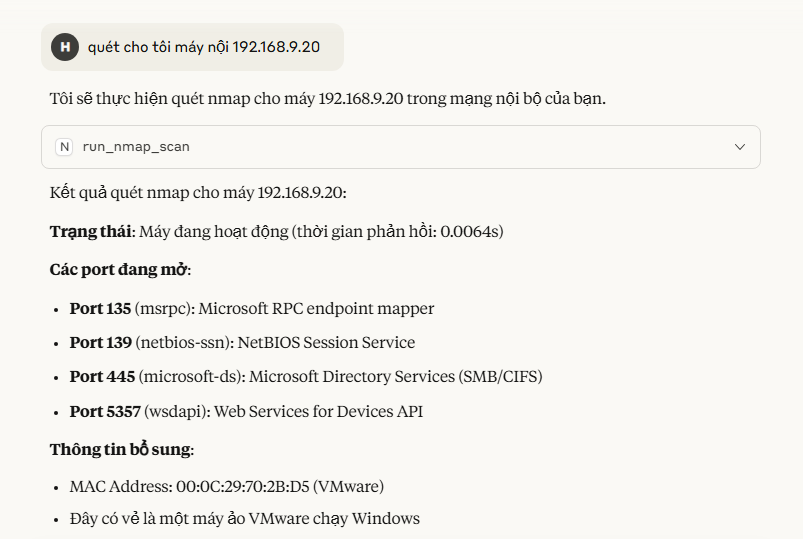 H quét cho tôi máy nội 192.168.9.20
Tôi sẽ thực hiện quét nmap cho máy 192.168.9.20 trong mạng nội bộ của bạn.
N run_nmap_scan
Kết quả quét nmap cho máy 192.168.9.20:
Trạng thái: Máy đang hoạt động (thời gian phản hồi: 0.0064s)
Các port đang mở:
• Port 135 (msrpc): Microsoft RPC endpoint mapper
• Port 139 (netbios-ssn): NetBIOS Session Service
• Port 445 (microsoft-ds): Microsoft Directory Services (SMB/CIFS)
• Port 5357 (wsdapi): Web Services for Devices API
Thông tin bổ sung:
• MAC Address: 00:0C:29:70:2B:D5 (VMware)
• Đây có vẻ là một máy ảo VMware chạy Windows